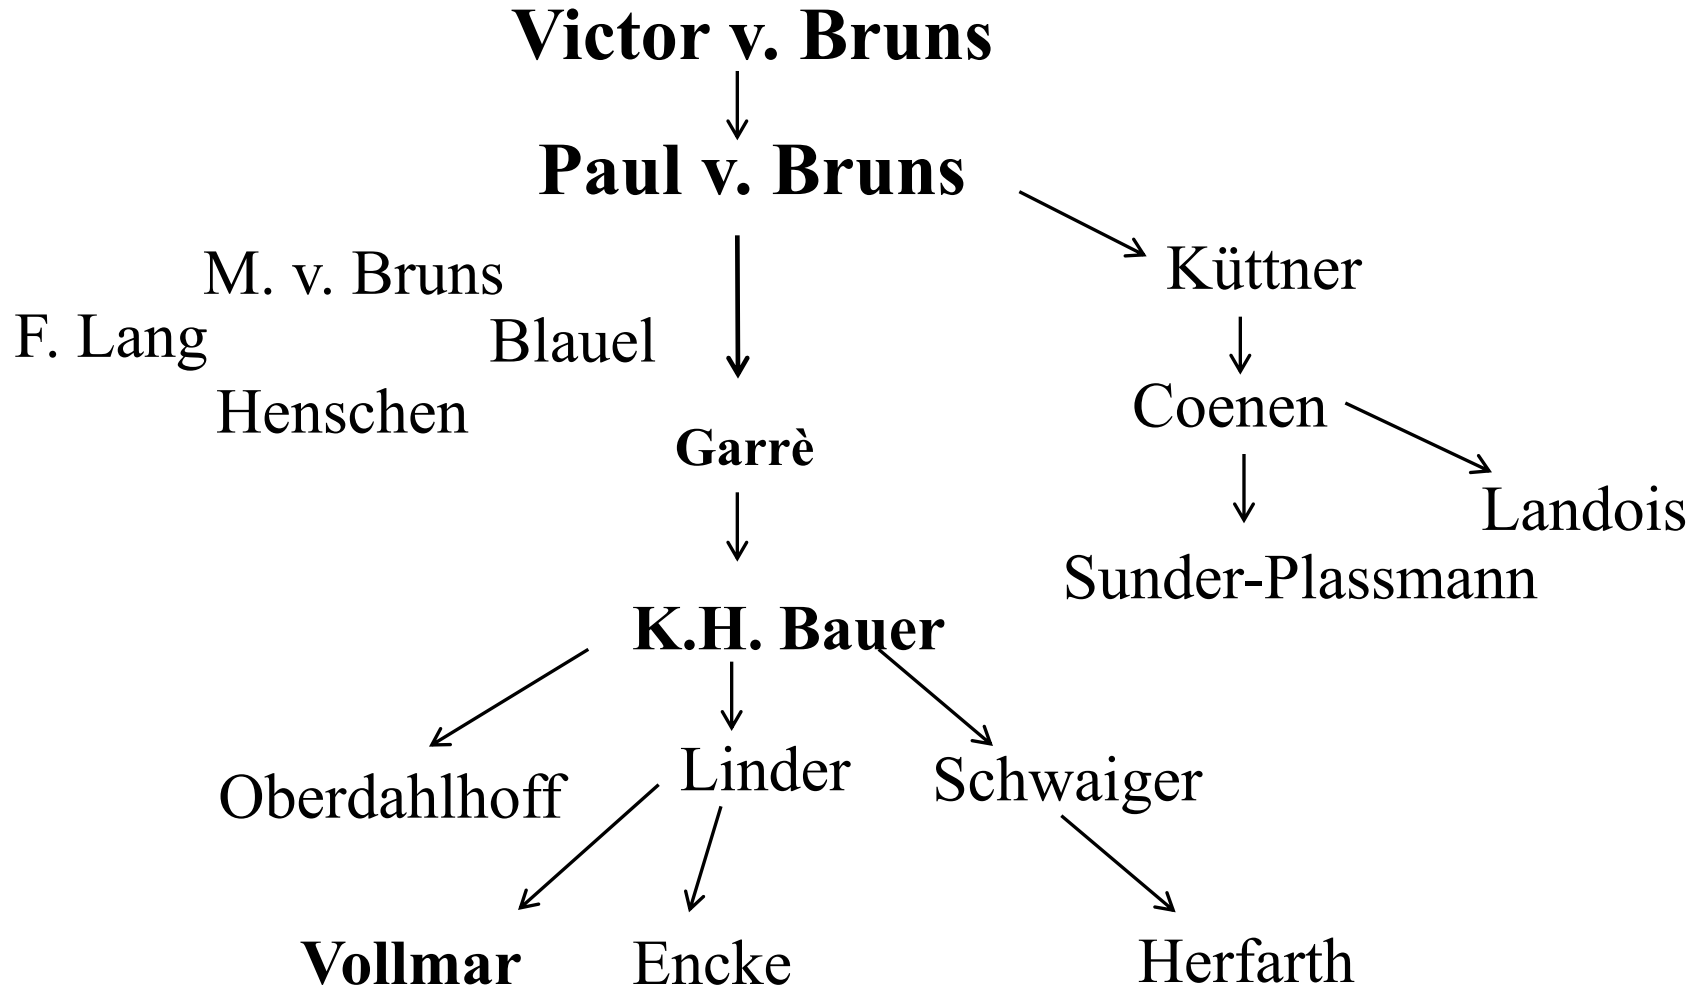 Victor v. Bruns
Paul v. Bruns
Küttner
M. v. Bruns
F. Lang
Blauel
Henschen
Coenen
Garrè
Landois
Sunder-Plassmann
K.H. Bauer
Oberdahlhoff
Linder
Schwaiger
Vollmar
Encke
Herfarth